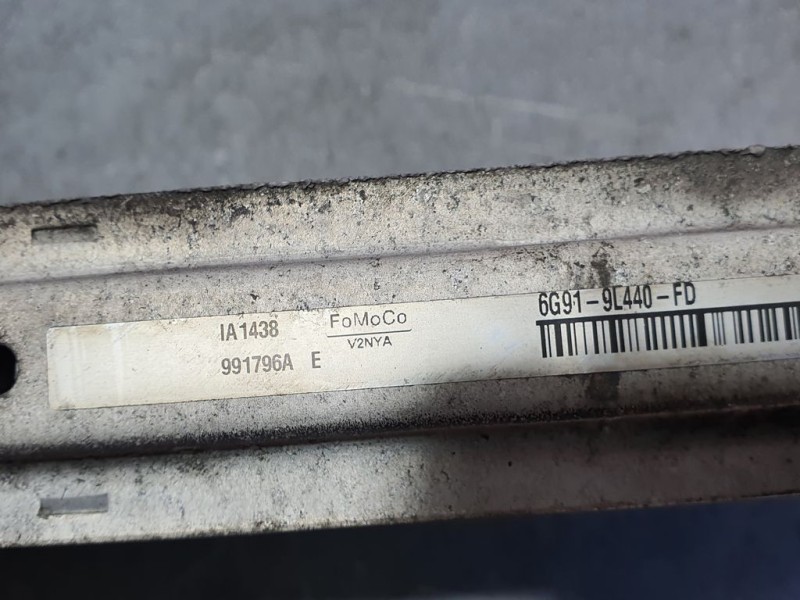 IA1438
991796A E
FoMoCo
V2NYA
6G91-9L440-FD